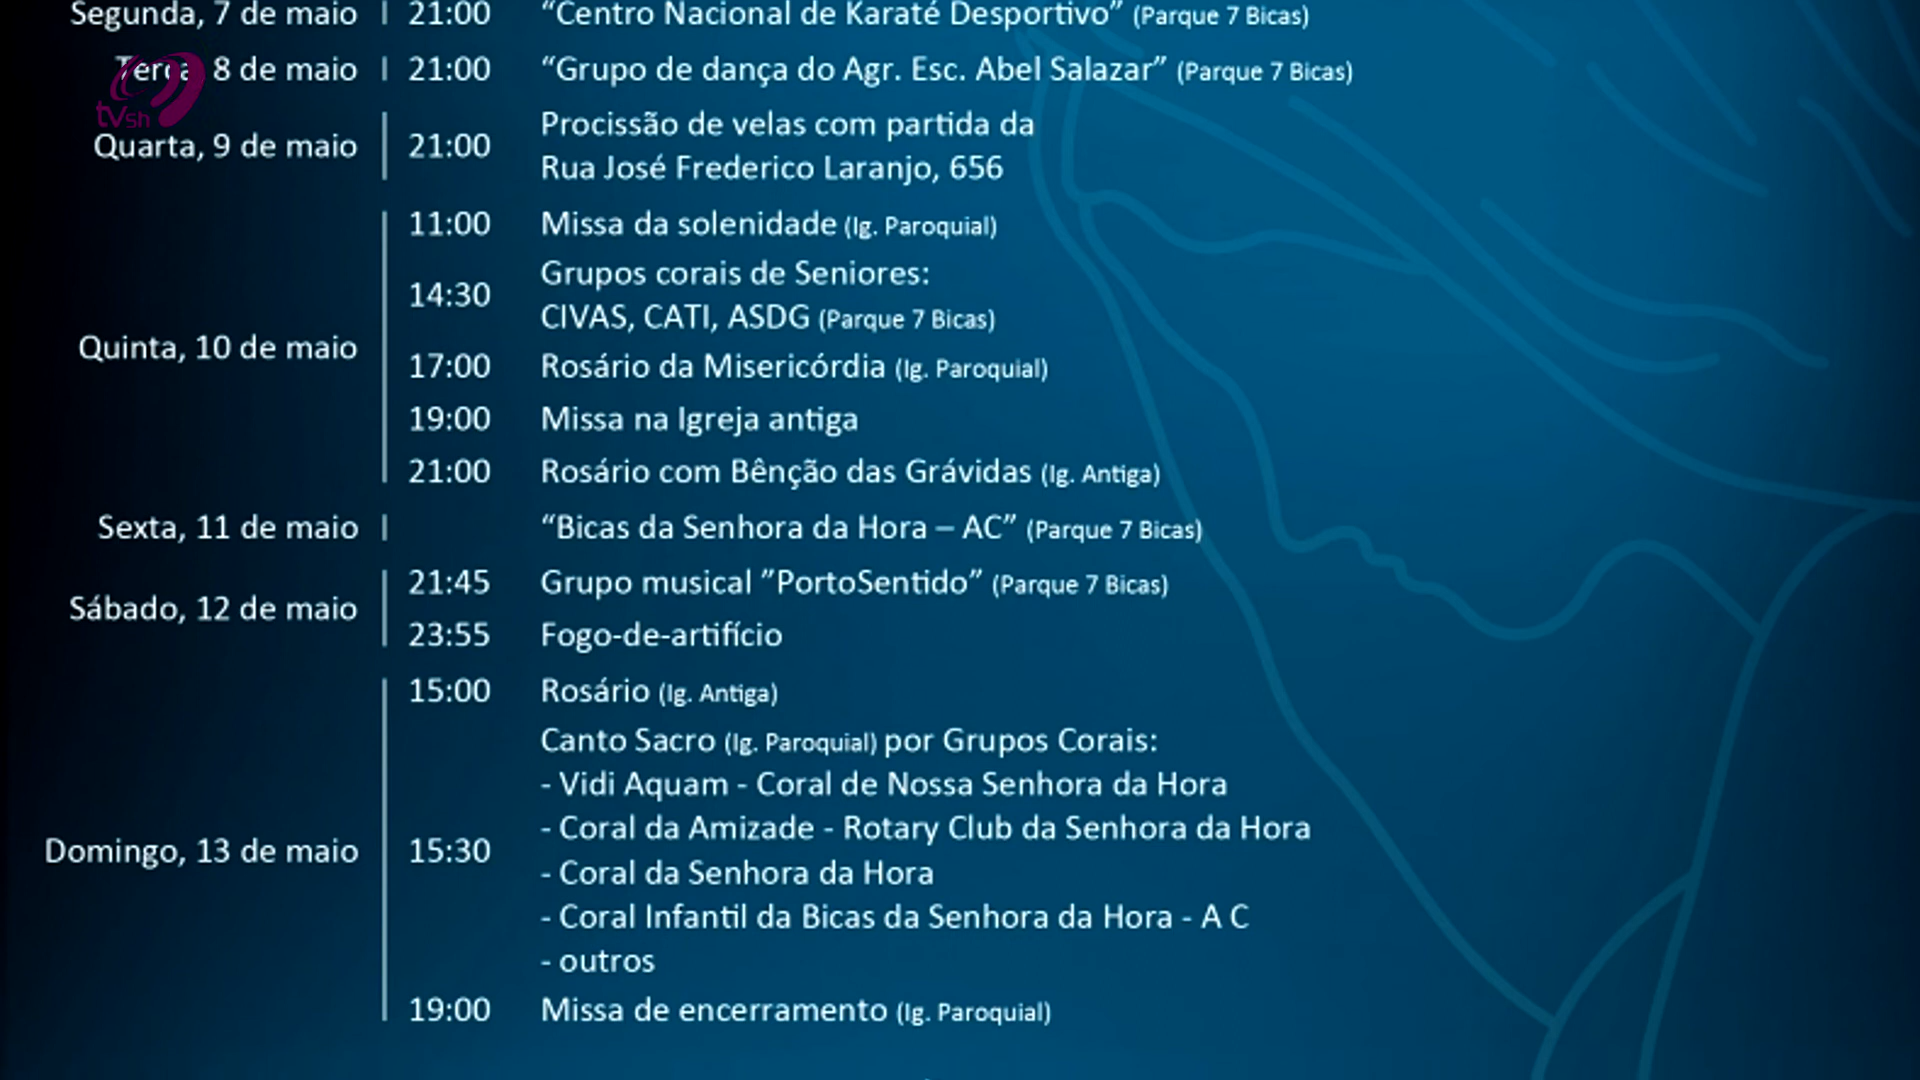 Segunda, 7 de maio 21:00 “Centro Nacional de Karaté Desportivo” (Parque 7 Bicas)
Terça, 8 de maio 21:00 “Grupo de dança do Agr. Esc. Abel Salazar” (Parque 7 Bicas)
tvsh
Quarta, 9 de maio 21:00 Procissão de velas com partida da
Rua José Frederico Laranjo, 656
Quinta, 10 de maio
11:00 Missa da solenidade (Ig. Paroquial)
14:30 Grupos corais de Seniores:
CIVAS, CATI, ASDG (Parque 7 Bicas)
17:00 Rosário da Misericórdia (Ig. Paroquial)
19:00 Missa na Igreja antiga
21:00 Rosário com Bênção das Grávidas (Ig. Antiga)
Sexta, 11 de maio “Bicas da Senhora da Hora – AC” (Parque 7 Bicas)
Sábado, 12 de maio
21:45 Grupo musical ”PortoSentido” (Parque 7 Bicas)
23:55 Fogo-de-artifício
Domingo, 13 de maio
15:00 Rosário (Ig. Antiga)
15:30 Canto Sacro (Ig. Paroquial) por Grupos Corais:
- Vidi Aquam - Coral de Nossa Senhora da Hora
- Coral da Amizade - Rotary Club da Senhora da Hora
- Coral da Senhora da Hora
- Coral Infantil da Bicas da Senhora da Hora - A C
- outros
19:00 Missa de encerramento (Ig. Paroquial)